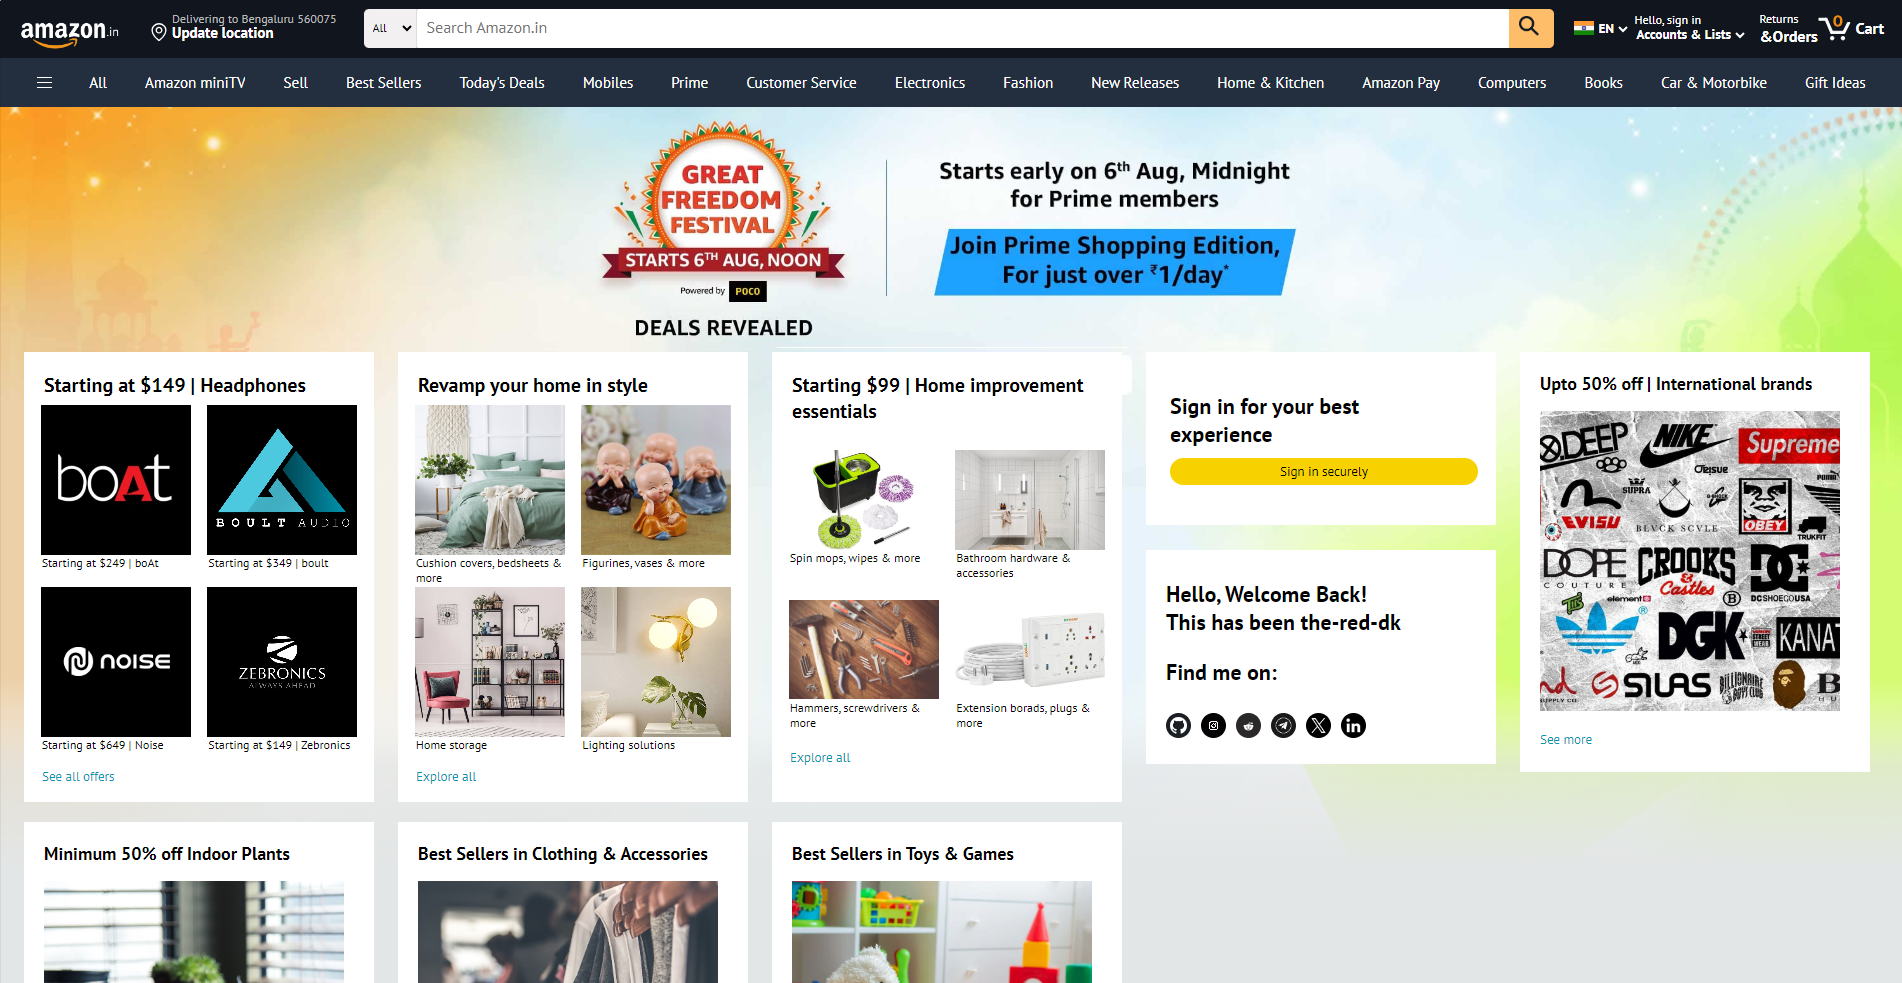 amazon.in
Delivering to Bengaluru 560075
Update location
All
Search Amazon.in
EN
Hello, sign in
Accounts & Lists
Returns
&Orders
0
Cart
All
Amazon miniTV
Sell
Best Sellers
Today's Deals
Mobiles
Prime
Customer Service
Electronics
Fashion
New Releases
Home & Kitchen
Amazon Pay
Computers
Books
Car & Motorbike
Gift Ideas
GREAT
FREEDOM
FESTIVAL
STARTS 6TH AUG, NOON
Powered by POCO
DEALS REVEALED
Starts early on 6th Aug, Midnight
for Prime members
Join Prime Shopping Edition,
For just over ₹1/day*
Starting at $149 | Headphones
boAt
BOULT AUDIO
Starting at $249 | boAt
Starting at $349 | boult
noise
ZEBRONICS
ALWAYS AHEAD
Starting at $649 | Noise
Starting at $149 | Zebronics
See all offers
Revamp your home in style
Cushion covers, bedsheets &
more
Figurines, vases & more
Home storage
Lighting solutions
Explore all
Starting $99 | Home improvement
essentials
Spin mops, wipes & more
Bathroom hardware &
accessories
Hammers, screwdrivers &
more
Extension borads, plugs &
more
Explore all
Sign in for your best
experience
Sign in securely
Hello, Welcome Back!
This has been the-red-dk
Find me on:
Upto 50% off | International brands
DEEP
NIKE
Supreme
SUPRA
EVISU
BLVCK SCVLE
OBEY
PUMA
TRUKFIT
DOPE
COUTURE
CROOKS
&
Castles
DC
DCSHOECOUSA
element
DGK
KANA
SILAS
BILLIONAIRE
BOYS CLUB
See more
Minimum 50% off Indoor Plants
Best Sellers in Clothing & Accessories
Best Sellers in Toys & Games